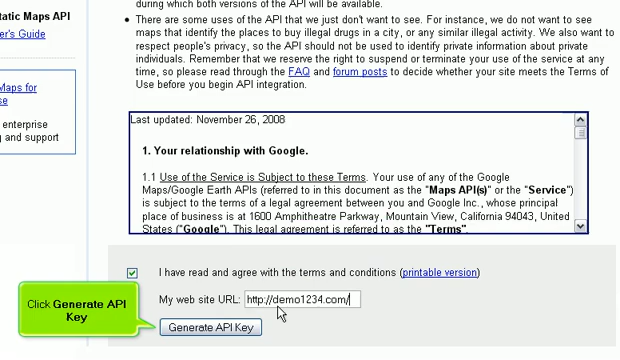 during which both versions of the API will be available.
tatic Maps API
• There are some uses of the API that we just don't want to see. For instance, we do not want to see
er's Guide
maps that identify the places to buy illegal drugs in a city, or any similar illegal activity. We also want to
respect people's privacy, so the API should not be used to identify private information about private
individuals. Remember that we reserve the right to suspend or terminate your use of the service at any
time, so please read through the FAQ and forum posts to decide whether your site meets the Terms of
Use before you begin API integration.
Maps for
se
enterprise
g and support
Last updated: November 26, 2008
1. Your relationship with Google.
1.1 Use of the Service is Subject to these Terms. Your use of any of the Google
Maps/Google Earth APIs (referred to in this document as the "Maps API(s)" or the "Service")
is subject to the terms of a legal agreement between you and Google Inc., whose principal
place of business is at 1600 Amphitheatre Parkway, Mountain View, California 94043, United
States ("Google"). This legal agreement is referred to as the "Terms".
I have read and agree with the terms and conditions (printable version)
My web site URL: http://demo1234.com/
Click Generate API
Key
Generate API Key